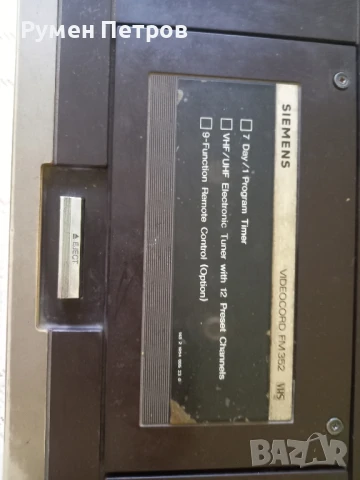 Румен Петров
SIEMENS
VIDEOCORD FM 352 VHS
7 Day/1 Program Timer
VHF/UHF Electronic Tuner with 12 Preset Channels
9-Function Remote Control (Option)
EJECT
BAZAR